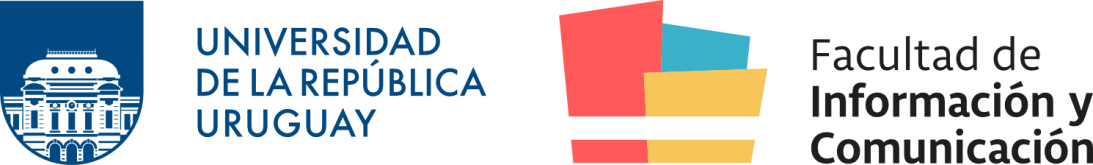 UNIVERSIDAD
DE LA REPÚBLICA
URUGUAY
Facultad de
Información y
Comunicación